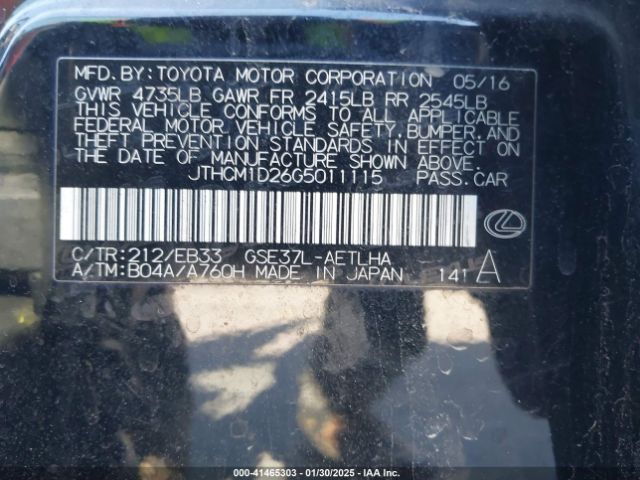 MFD.BY:TOYOTA MOTOR CORPORATION 05/16
GVWR 4735LB GAWR FR 2415LB RR 2545LB
THIS VEHICLE CONFORMS TO ALL APPLICABLE
FEDERAL MOTOR VEHICLE SAFETY,BUMPER,AND
THEFT PREVENTION STANDARDS IN EFFECT ON
THE DATE OF MANUFACTURE SHOWN ABOVE.
JTHCM1D26G5011115 PASS.CAR
C/TR:212/EB33 GSE37L-AETLHA
A/TM:B04A/A760H MADE IN JAPAN 141 A
000-41465303 - 01/30/2025 - IAA Inc.